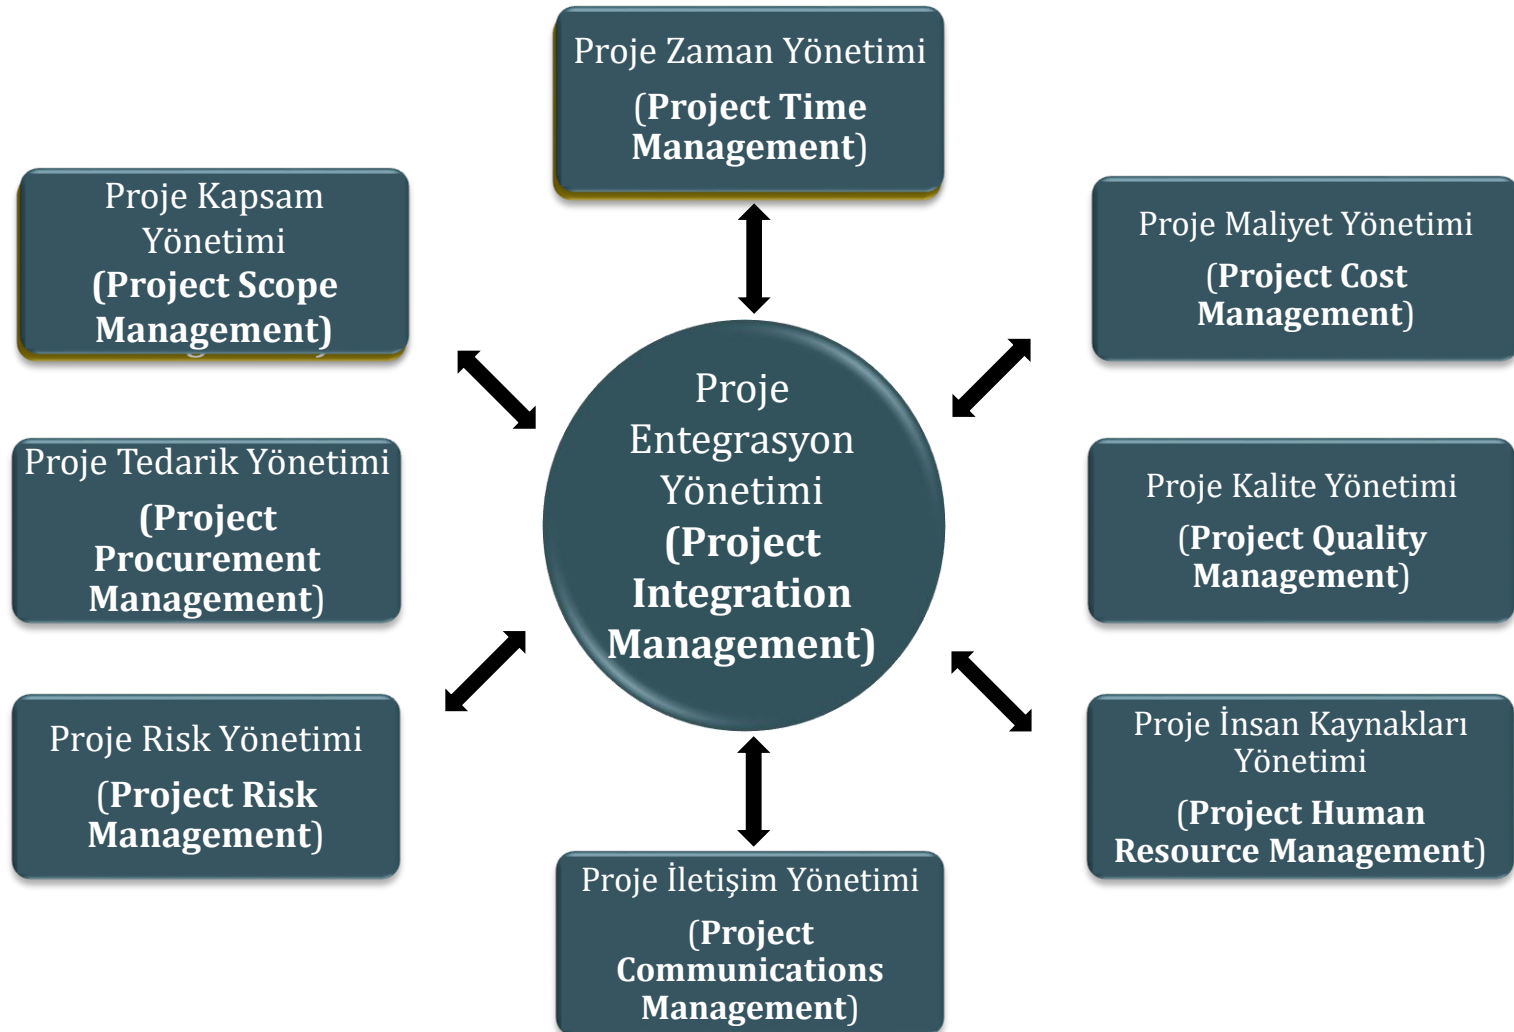 Proje Zaman Yönetimi
(Project Time
Management)
Proje Kapsam
Yönetimi
(Project Scope
Management)
Proje Maliyet Yönetimi
(Project Cost
Management)
Proje
Entegrasyon
Yönetimi
(Project
Integration
Management)
Proje Tedarik Yönetimi
(Project
Procurement
Management)
Proje Kalite Yönetimi
(Project Quality
Management)
Proje Risk Yönetimi
(Project Risk
Management)
Proje İnsan Kaynakları
Yönetimi
(Project Human
Resource Management)
Proje İletişim Yönetimi
(Project
Communications
Management)